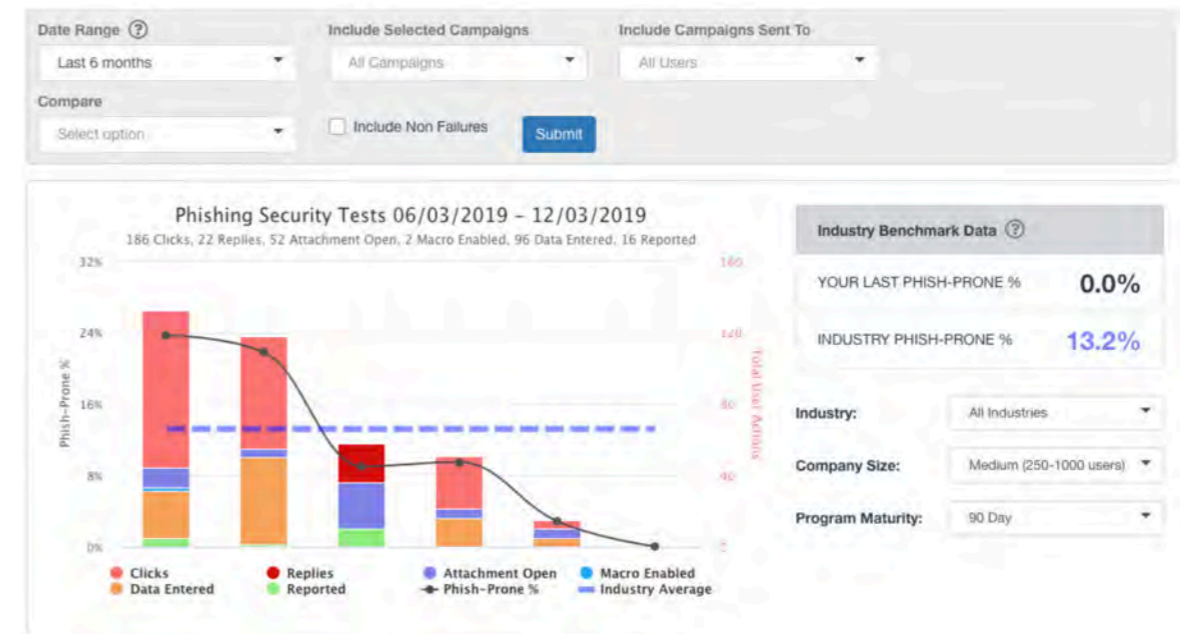 Date Range ?
Include Selected Campaigns
Include Campaigns Sent To
Last 6 months
All Campaigns
All Users
Compare
Select option
Include Non Failures
Submit
Phishing Security Tests 06/03/2019 – 12/03/2019
186 Clicks, 22 Replies, 52 Attachment Open, 2 Macro Enabled, 96 Data Entered, 16 Reported
32%
24%
16%
8%
0%
Phish-Prone %
160
120
80
40
0
Total User Actions
Clicks
Replies
Attachment Open
Macro Enabled
Data Entered
Reported
Phish-Prone %
Industry Average
Industry Benchmark Data ?
YOUR LAST PHISH-PRONE % 0.0%
INDUSTRY PHISH-PRONE % 13.2%
Industry: All Industries
Company Size: Medium (250-1000 users)
Program Maturity: 90 Day